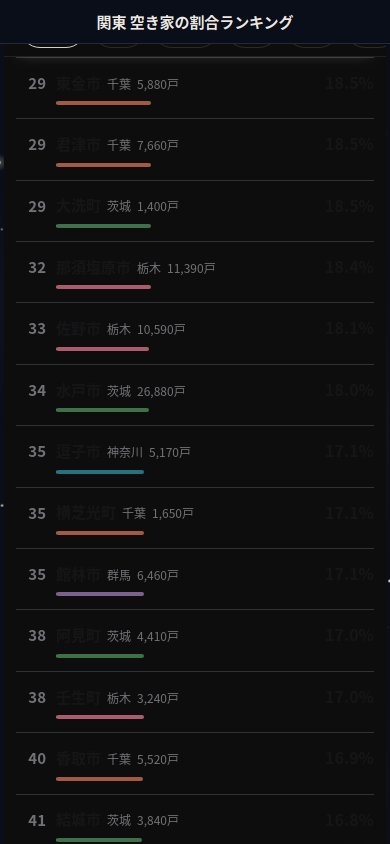 関東 空き家の割合ランキング
29 東金市 千葉 5,880戸 18.5%
29 君津市 千葉 7,660戸 18.5%
29 大洗町 茨城 1,400戸 18.5%
32 那須塩原市 栃木 11,390戸 18.4%
33 佐野市 栃木 10,590戸 18.1%
34 水戸市 茨城 26,880戸 18.0%
35 逗子市 神奈川 5,170戸 17.1%
35 横芝光町 千葉 1,650戸 17.1%
35 館林市 群馬 6,460戸 17.1%
38 阿見町 茨城 4,410戸 17.0%
38 壬生町 栃木 3,240戸 17.0%
40 香取市 千葉 5,520戸 16.9%
41 結城市 茨城 3,840戸 16.8%